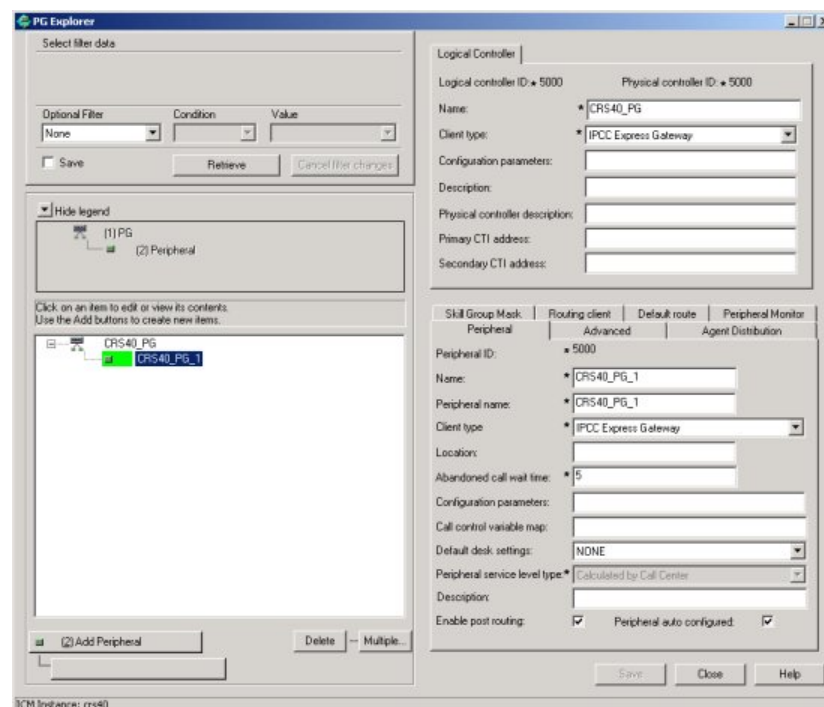 PG Explorer
Select filter data
Optional Filter Condition Value
None
Save Retrieve Cancel filter changes
Hide legend
(1) PG
(2) Peripheral
Click on an item to edit or view its contents.
Use the Add buttons to create new items.
CRS40_PG
CRS40_PG_1
(2) Add Peripheral Delete Multiple...
ICM Instance: crs40
Logical Controller
Logical controller ID: * 5000 Physical controller ID: * 5000
Name: * CRS40_PG
Client type: * IPCC Express Gateway
Configuration parameters:
Description:
Physical controller description:
Primary CTI address:
Secondary CTI address:
Skill Group Mask Routing client Default route Peripheral Monitor
Peripheral Advanced Agent Distribution
Peripheral ID: * 5000
Name: * CRS40_PG_1
Peripheral name: * CRS40_PG_1
Client type * IPCC Express Gateway
Location:
Abandoned call wait time: * 5
Configuration parameters:
Call control variable map:
Default desk settings: NONE
Peripheral service level type:* Calculated by Call Center
Description:
Enable post routing: Peripheral auto configured:
Save Close Help